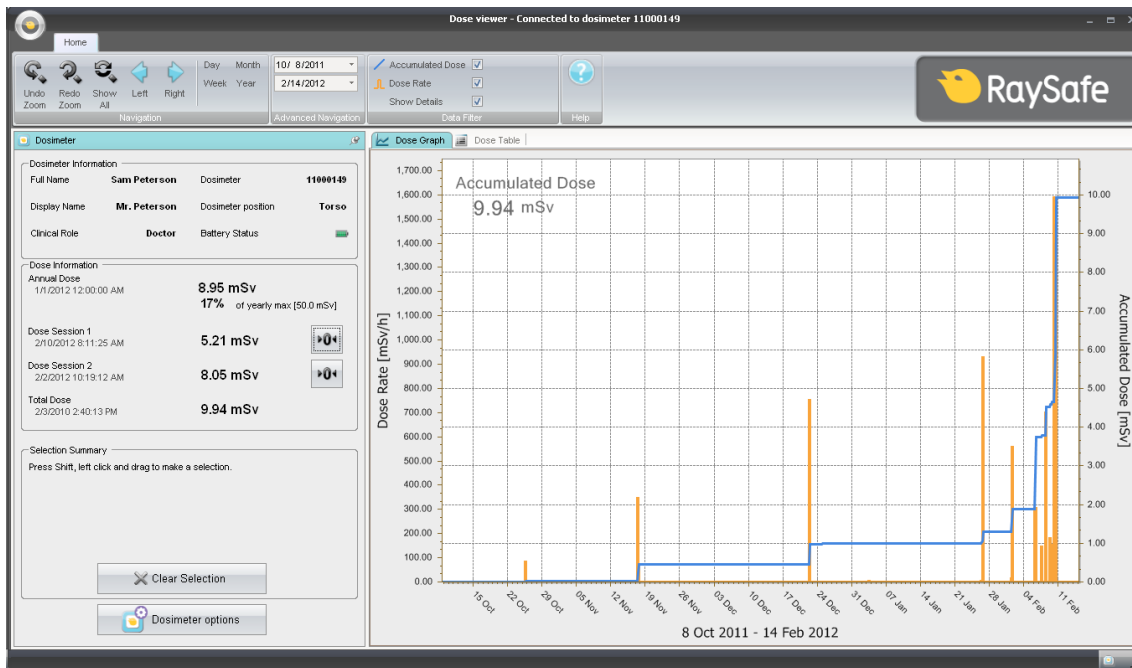 Dose viewer - Connected to dosimeter 11000149
Home
Undo Zoom
Redo Zoom
Show All
Left
Right
Day Month
Week Year
Navigation
10/ 8/2011
2/14/2012
Advanced Navigation
Accumulated Dose
Dose Rate
Show Details
Data Filter
Help
RaySafe
Dosimeter
Dosimeter Information
Full Name Sam Peterson Dosimeter 11000149
Display Name Mr. Peterson Dosimeter position Torso
Clinical Role Doctor Battery Status
Dose Information
Annual Dose
1/1/2012 12:00:00 AM
8.95 mSv
17% of yearly max [50.0 mSv]
Dose Session 1
2/10/2012 8:11:25 AM
5.21 mSv
>0<
Dose Session 2
2/2/2012 10:19:12 AM
8.05 mSv
>0<
Total Dose
2/3/2010 2:40:13 PM
9.94 mSv
Selection Summary
Press Shift, left click and drag to make a selection.
Clear Selection
Dosimeter options
Dose Graph
Dose Table
Accumulated Dose
9.94 mSv
Dose Rate [mSv/h]
1,700.00
1,600.00
1,500.00
1,400.00
1,300.00
1,200.00
1,100.00
1,000.00
900.00
800.00
700.00
600.00
500.00
400.00
300.00
200.00
100.00
0.00
10.00
9.00
8.00
7.00
6.00
5.00
4.00
3.00
2.00
1.00
0.00
Accumulated Dose [mSv]
15 Oct
22 Oct
29 Oct
05 Nov
12 Nov
19 Nov
26 Nov
03 Dec
10 Dec
17 Dec
24 Dec
31 Dec
07 Jan
14 Jan
21 Jan
28 Jan
04 Feb
11 Feb
8 Oct 2011 - 14 Feb 2012